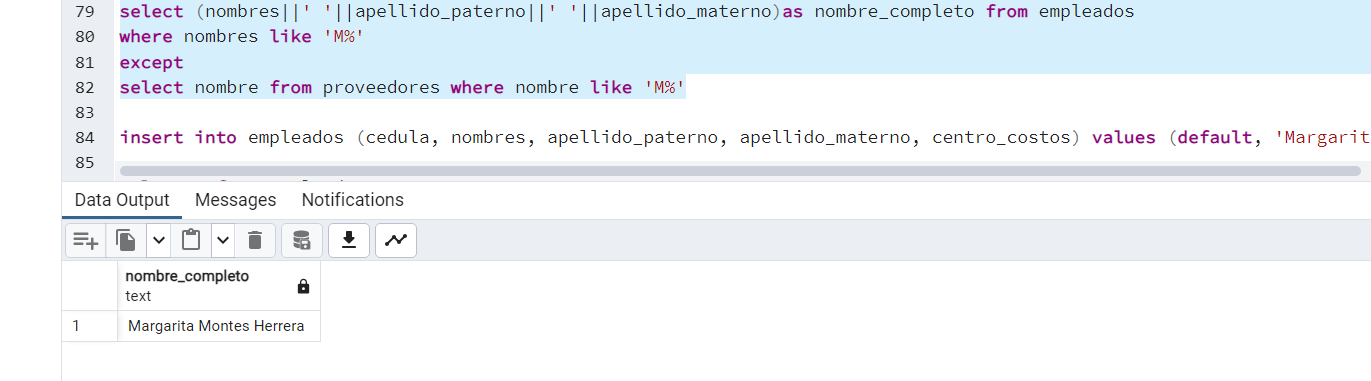 79 select (nombres||' '||apellido_paterno||' '||apellido_materno)as nombre_completo from empleados
80 where nombres like 'M%'
81 except
82 select nombre from proveedores where nombre like 'M%'
83
84 insert into empleados (cedula, nombres, apellido_paterno, apellido_materno, centro_costos) values (default, 'Margarit
85
Data Output Messages Notifications
nombre_completo
text
1 Margarita Montes Herrera